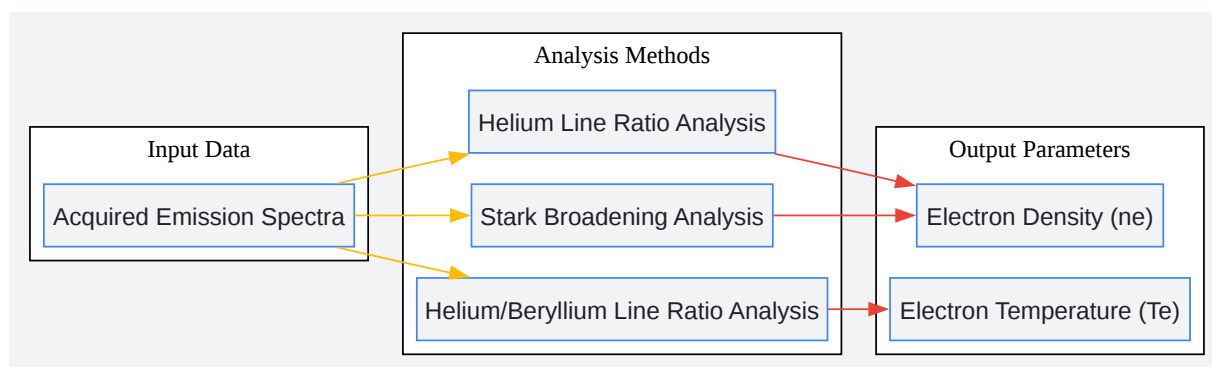 Analysis Methods
Helium Line Ratio Analysis
Input Data
Output Parameters
Acquired Emission Spectra
Stark Broadening Analysis
Electron Density (ne)
Helium/Beryllium Line Ratio Analysis
Electron Temperature (Te)